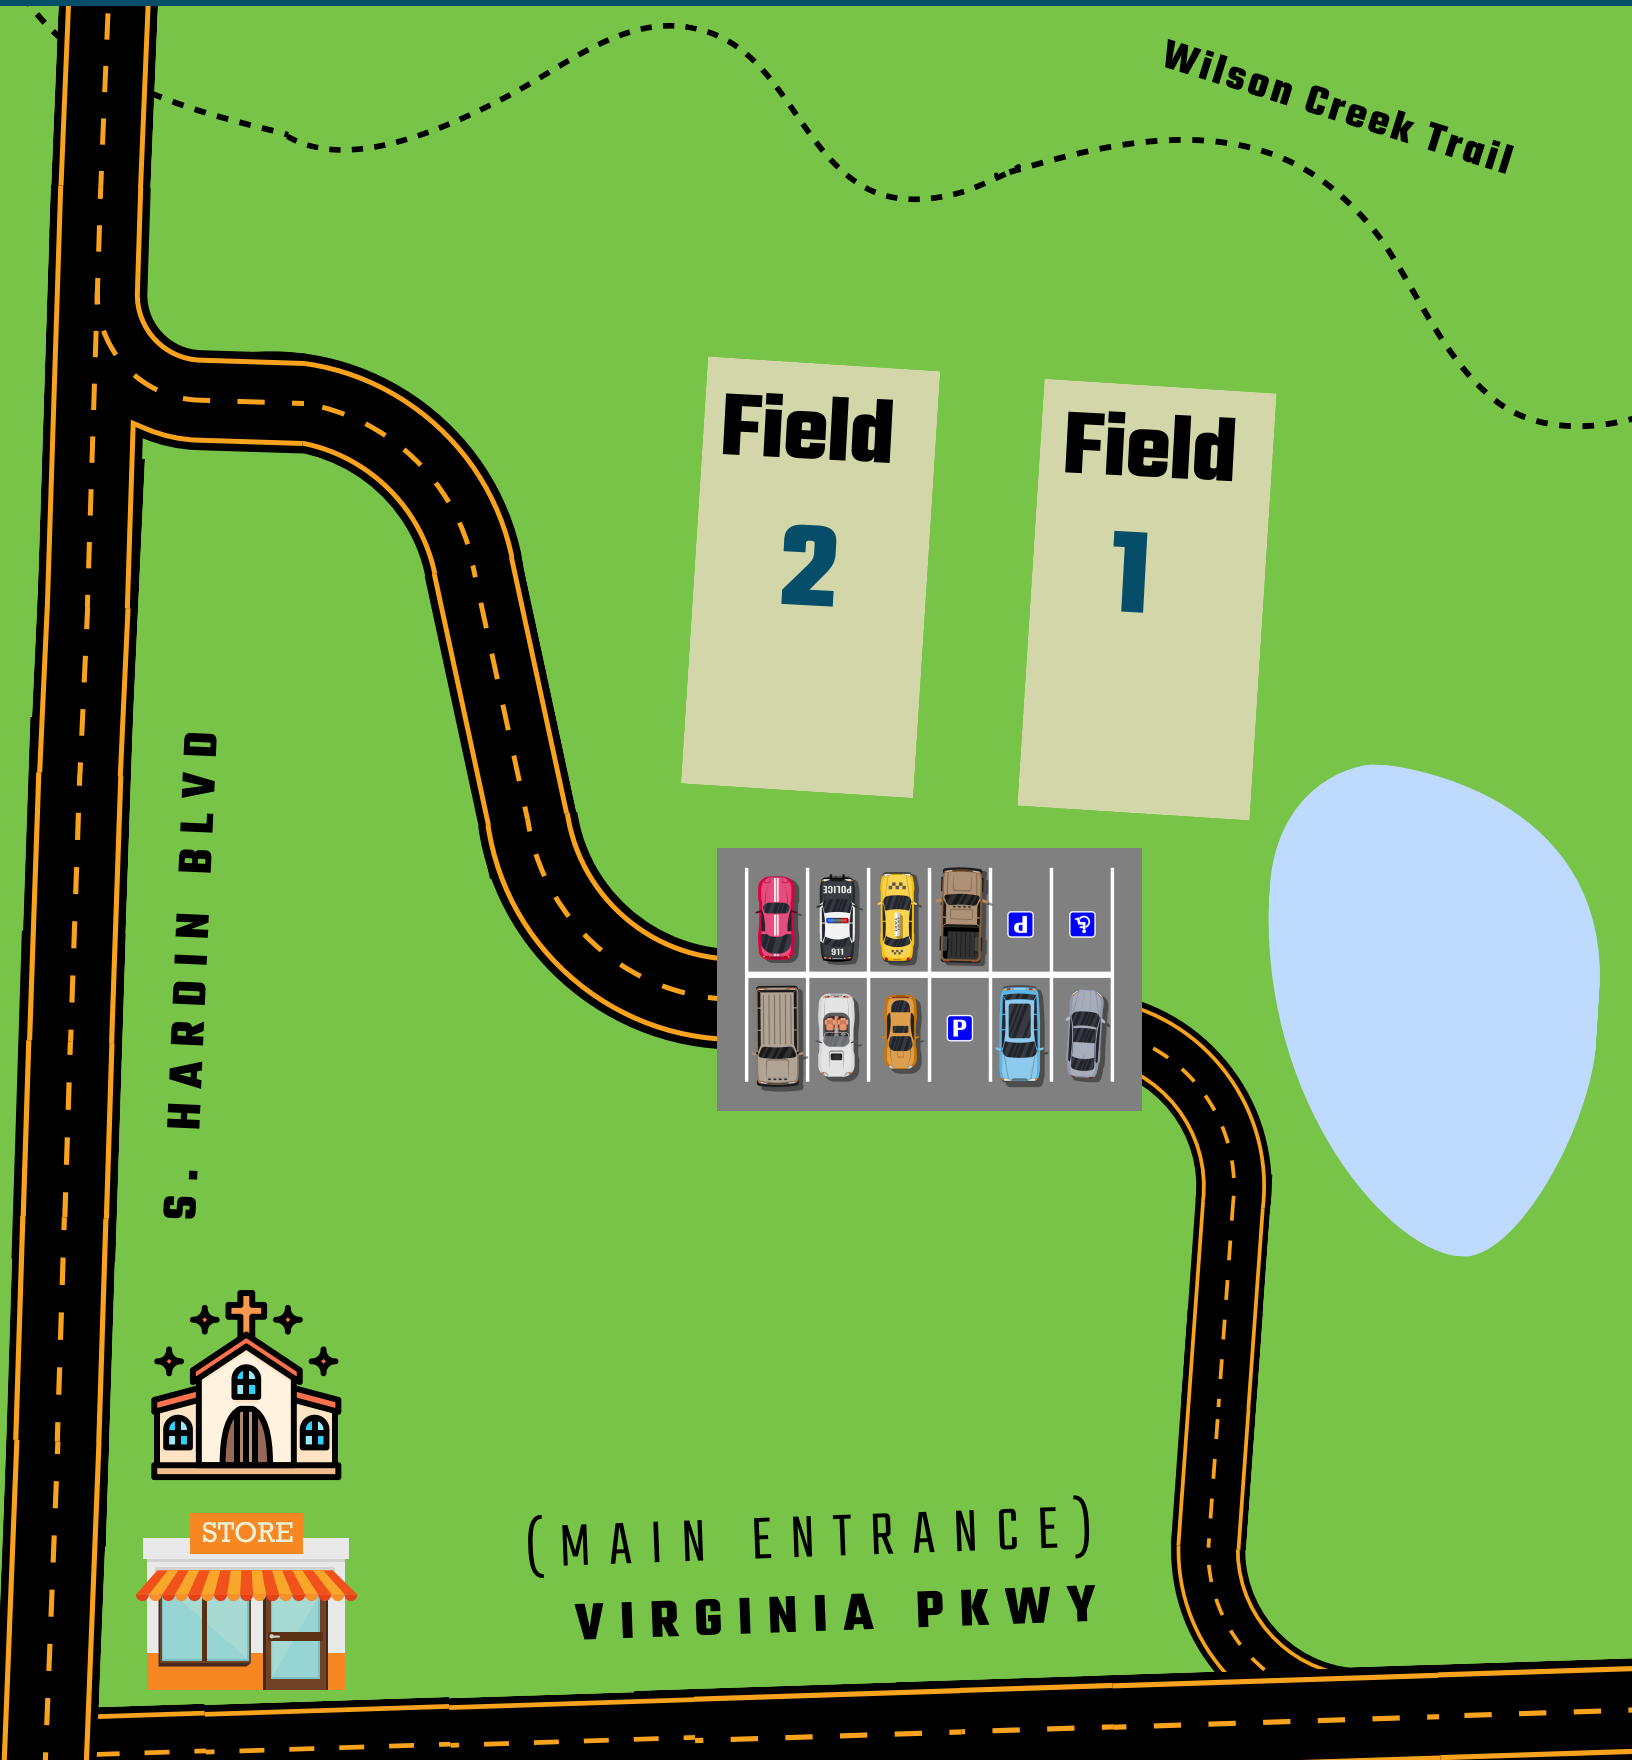 Wilson Creek Trail
Field
2
Field
1
S. HARDIN BLVD
POLICE
911
P
STORE
(MAIN ENTRANCE)
VIRGINIA PKWY